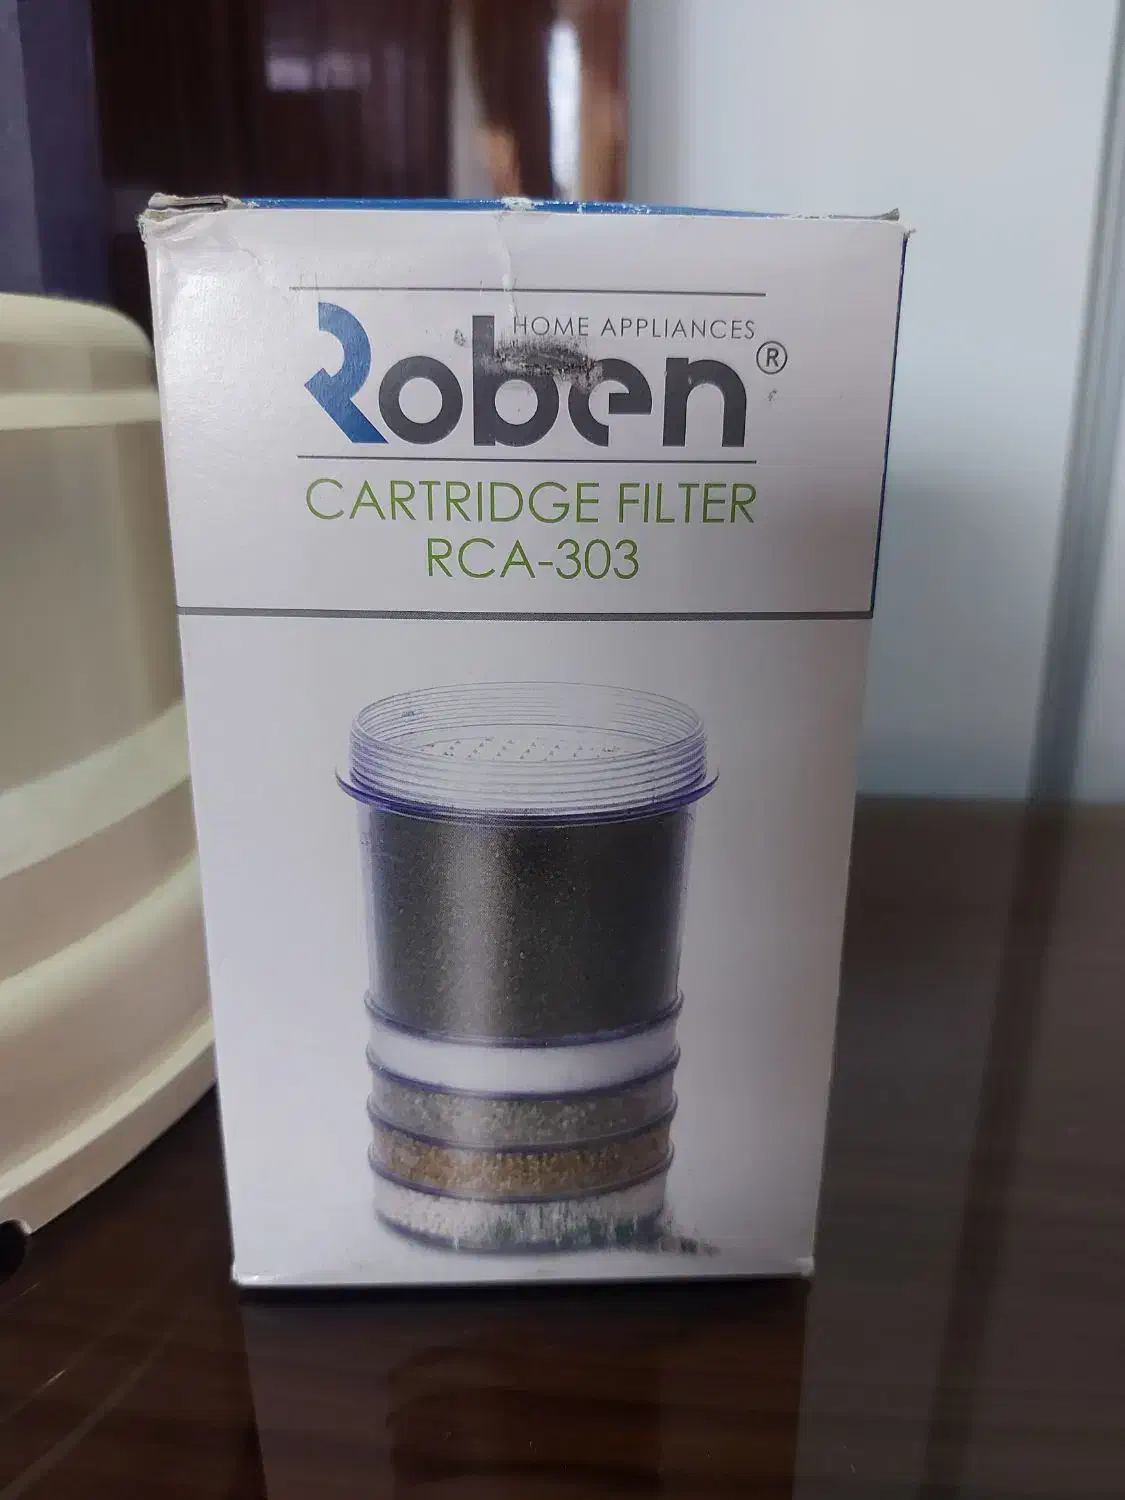 HOME APPLIANCES
Roben®
CARTRIDGE FILTER
RCA-303